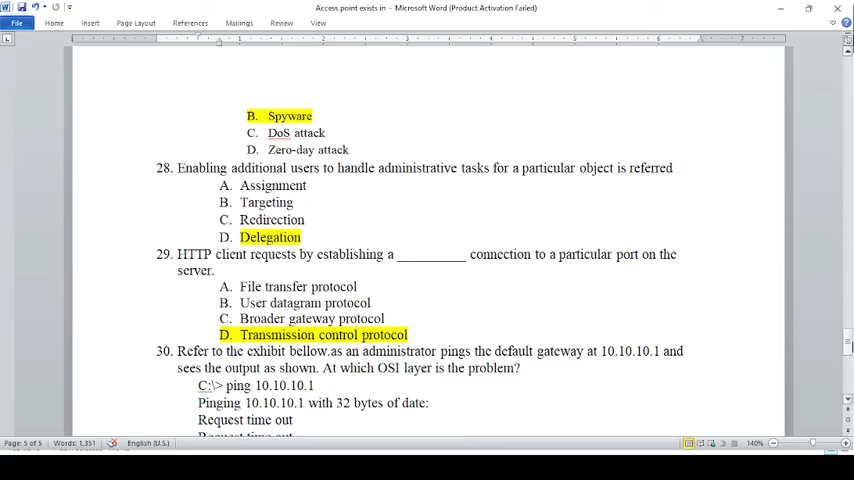 Access point exists in - Microsoft Word (Product Activation Failed)
File Home Insert Page Layout References Mailings Review View
B. Spyware
C. DoS attack
D. Zero-day attack
28. Enabling additional users to handle administrative tasks for a particular object is referred
A. Assignment
B. Targeting
C. Redirection
D. Delegation
29. HTTP client requests by establishing a __________ connection to a particular port on the
server.
A. File transfer protocol
B. User datagram protocol
C. Broader gateway protocol
D. Transmission control protocol
30. Refer to the exhibit bellow.as an administrator pings the default gateway at 10.10.10.1 and
sees the output as shown. At which OSI layer is the problem?
C:\> ping 10.10.10.1
Pinging 10.10.10.1 with 32 bytes of date:
Request time out
Request time out
Page: 5 of 5 Words: 1,351 English (U.S.) 140%